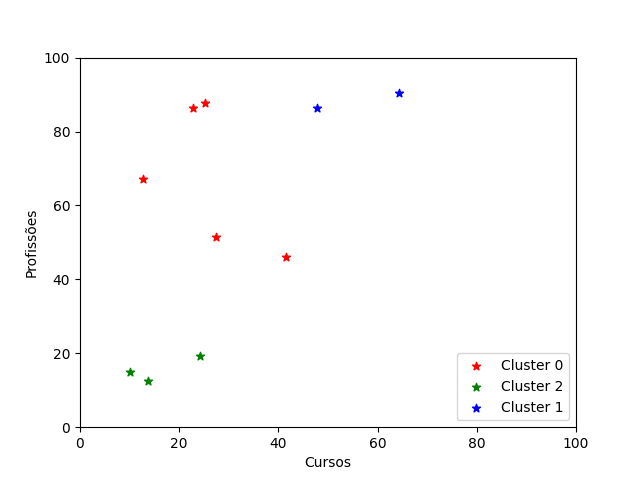 100
80
60
40
20
0
Profissões
0 20 40 60 80 100
Cursos
Cluster 0
Cluster 2
Cluster 1